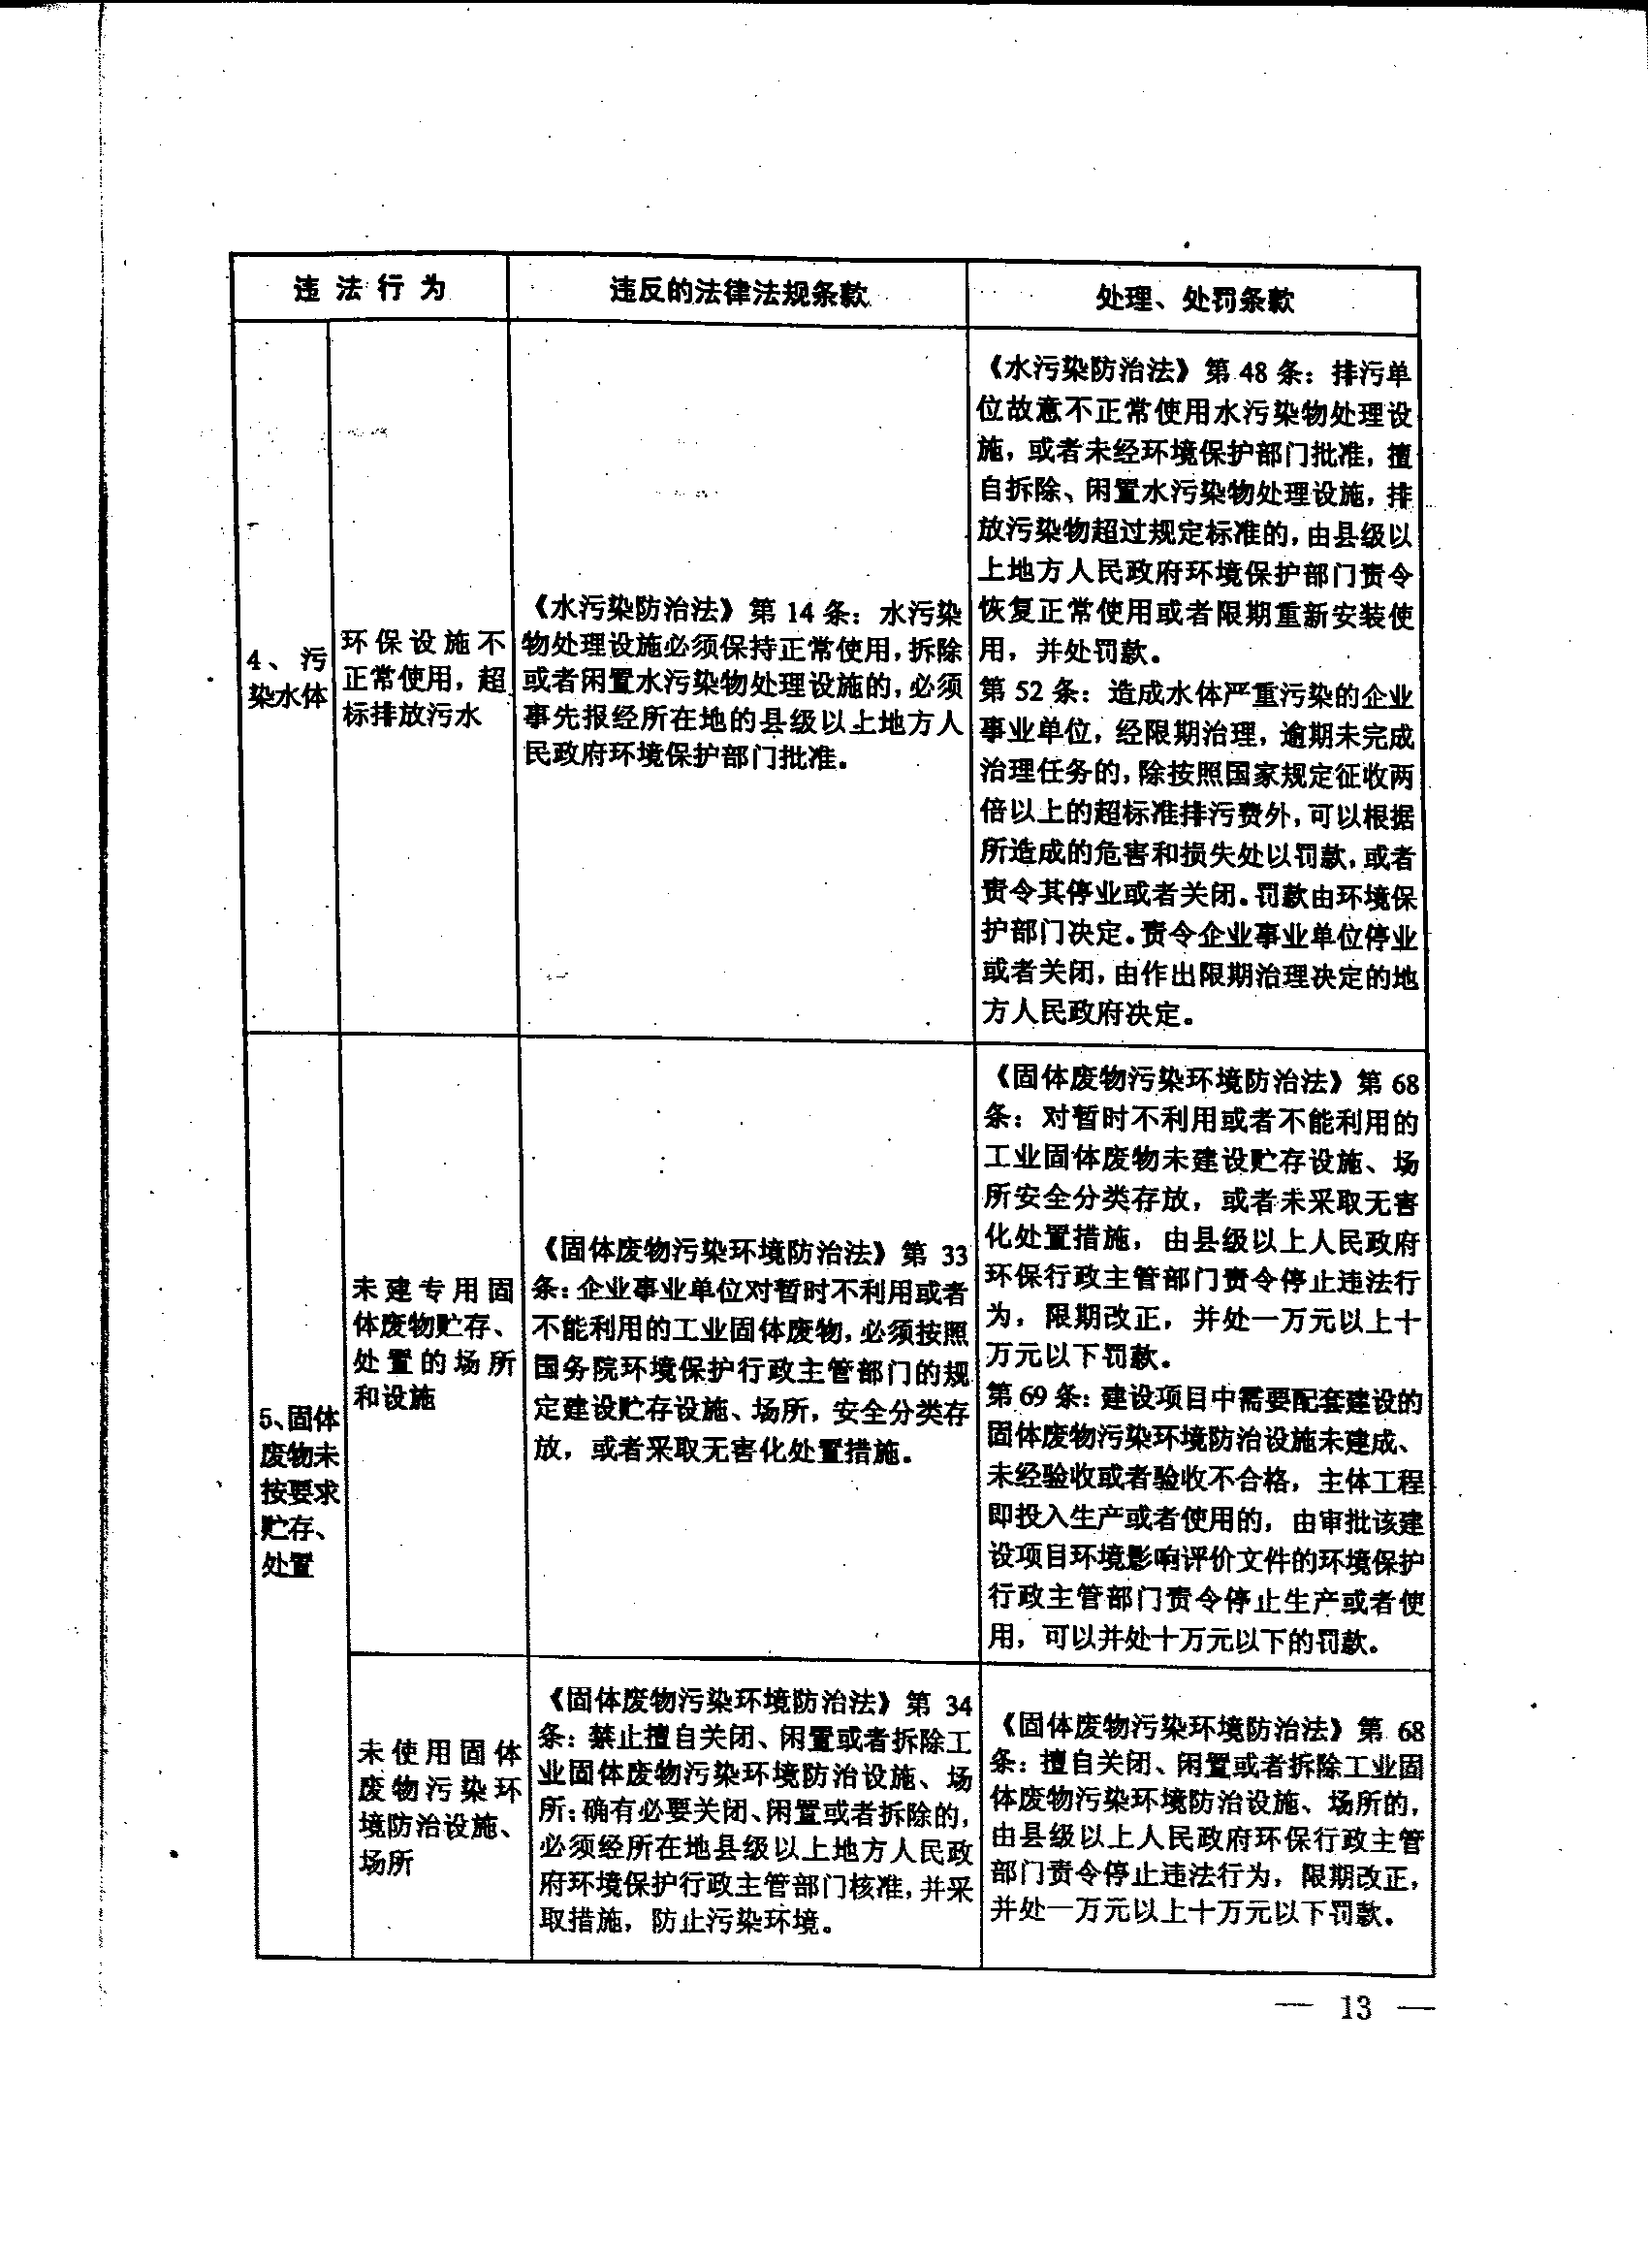 违法行为
违反的法律法规条款
处理、处罚条款
4、污
染水体
环保设施不
正常使用，超
标排放污水
《水污染防治法》第 14 条：水污染
物处理设施必须保持正常使用，拆除
或者闲置水污染物处理设施的，必须
事先报经所在地的县级以上地方人
民政府环境保护部门批准。
《水污染防治法》第 48 条：排污单
位故意不正常使用水污染物处理设
施，或者未经环境保护部门批准，擅
自拆除、闲置水污染物处理设施，排
放污染物超过规定标准的，由县级以
上地方人民政府环境保护部门责令
恢复正常使用或者限期重新安装使
用，并处罚款。
第 52 条：造成水体严重污染的企业
事业单位，经限期治理，逾期未完成
治理任务的，除按照国家规定征收两
倍以上的超标准排污费外，可以根据
所造成的危害和损失处以罚款，或者
责令其停业或者关闭。罚款由环境保
护部门决定。责令企业事业单位停业
或者关闭，由作出限期治理决定的地
方人民政府决定。
5、固体
废物未
按要求
贮存、
处置
未建专用固
体废物贮存、
处置的场所
和设施
《固体废物污染环境防治法》第 33
条：企业事业单位对暂时不利用或者
不能利用的工业固体废物，必须按照
国务院环境保护行政主管部门的规
定建设贮存设施、场所，安全分类存
放，或者采取无害化处置措施。
《固体废物污染环境防治法》第 68
条：对暂时不利用或者不能利用的
工业固体废物未建设贮存设施、场
所安全分类存放，或者未采取无害
化处置措施，由县级以上人民政府
环保行政主管部门责令停止违法行
为，限期改正，并处一万元以上十
万元以下罚款。
第 69 条：建设项目中需要配套建设的
固体废物污染环境防治设施未建成、
未经验收或者验收不合格，主体工程
即投入生产或者使用的，由审批该建
设项目环境影响评价文件的环境保护
行政主管部门责令停止生产或者使
用，可以并处十万元以下的罚款。
未使用固体
废物污染环
境防治设施、
场所
《固体废物污染环境防治法》第 34
条：禁止擅自关闭、闲置或者拆除工
业固体废物污染环境防治设施、场
所；确有必要关闭、闲置或者拆除的，
必须经所在地县级以上地方人民政
府环境保护行政主管部门核准，并采
取措施，防止污染环境。
《固体废物污染环境防治法》第 68
条：擅自关闭、闲置或者拆除工业固
体废物污染环境防治设施、场所的，
由县级以上人民政府环保行政主管
部门责令停止违法行为，限期改正，
并处一万元以上十万元以下罚款。
— 13 —